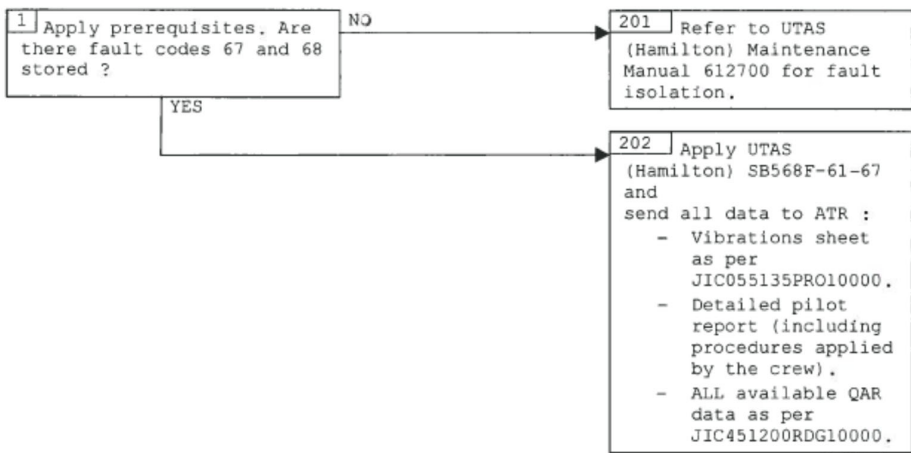 1 Apply prerequisites. Are
there fault codes 67 and 68
stored ?
NO
YES
201 Refer to UTAS
(Hamilton) Maintenance
Manual 612700 for fault
isolation.
202 Apply UTAS
(Hamilton) SB568F-61-67
and
send all data to ATR :
- Vibrations sheet
as per
JIC055135PRO10000.
- Detailed pilot
report (including
procedures applied
by the crew).
- ALL available QAR
data as per
JIC451200RDG10000.